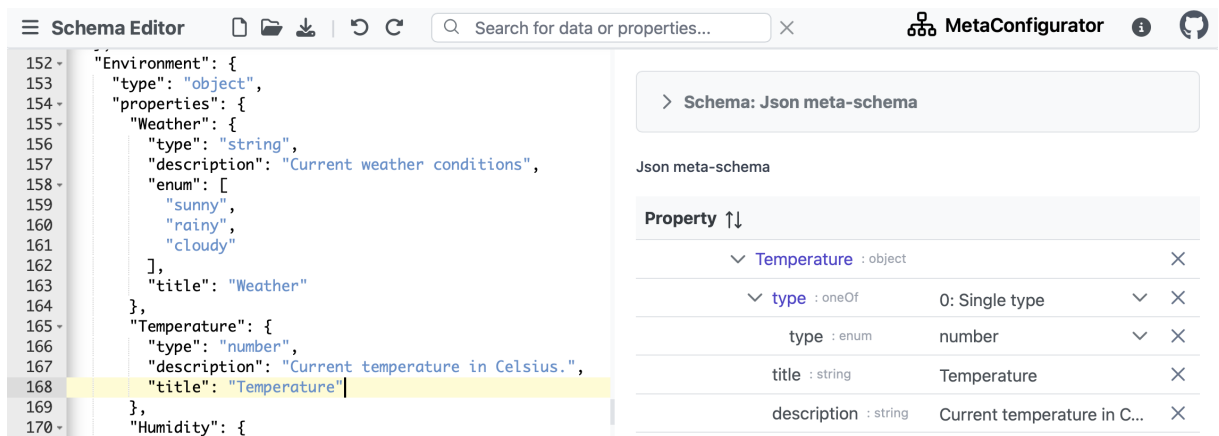 Schema Editor
Search for data or properties...
MetaConfigurator
152 "Environment": {
153 "type": "object",
154 "properties": {
155 "Weather": {
156 "type": "string",
157 "description": "Current weather conditions",
158 "enum": [
159 "sunny",
160 "rainy",
161 "cloudy"
162 ],
163 "title": "Weather"
164 },
165 "Temperature": {
166 "type": "number",
167 "description": "Current temperature in Celsius.",
168 "title": "Temperature"
169 },
170 "Humidity": {
Schema: Json meta-schema
Json meta-schema
Property
Temperature : object
type : oneOf 0: Single type
type : enum number
title : string Temperature
description : string Current temperature in C...